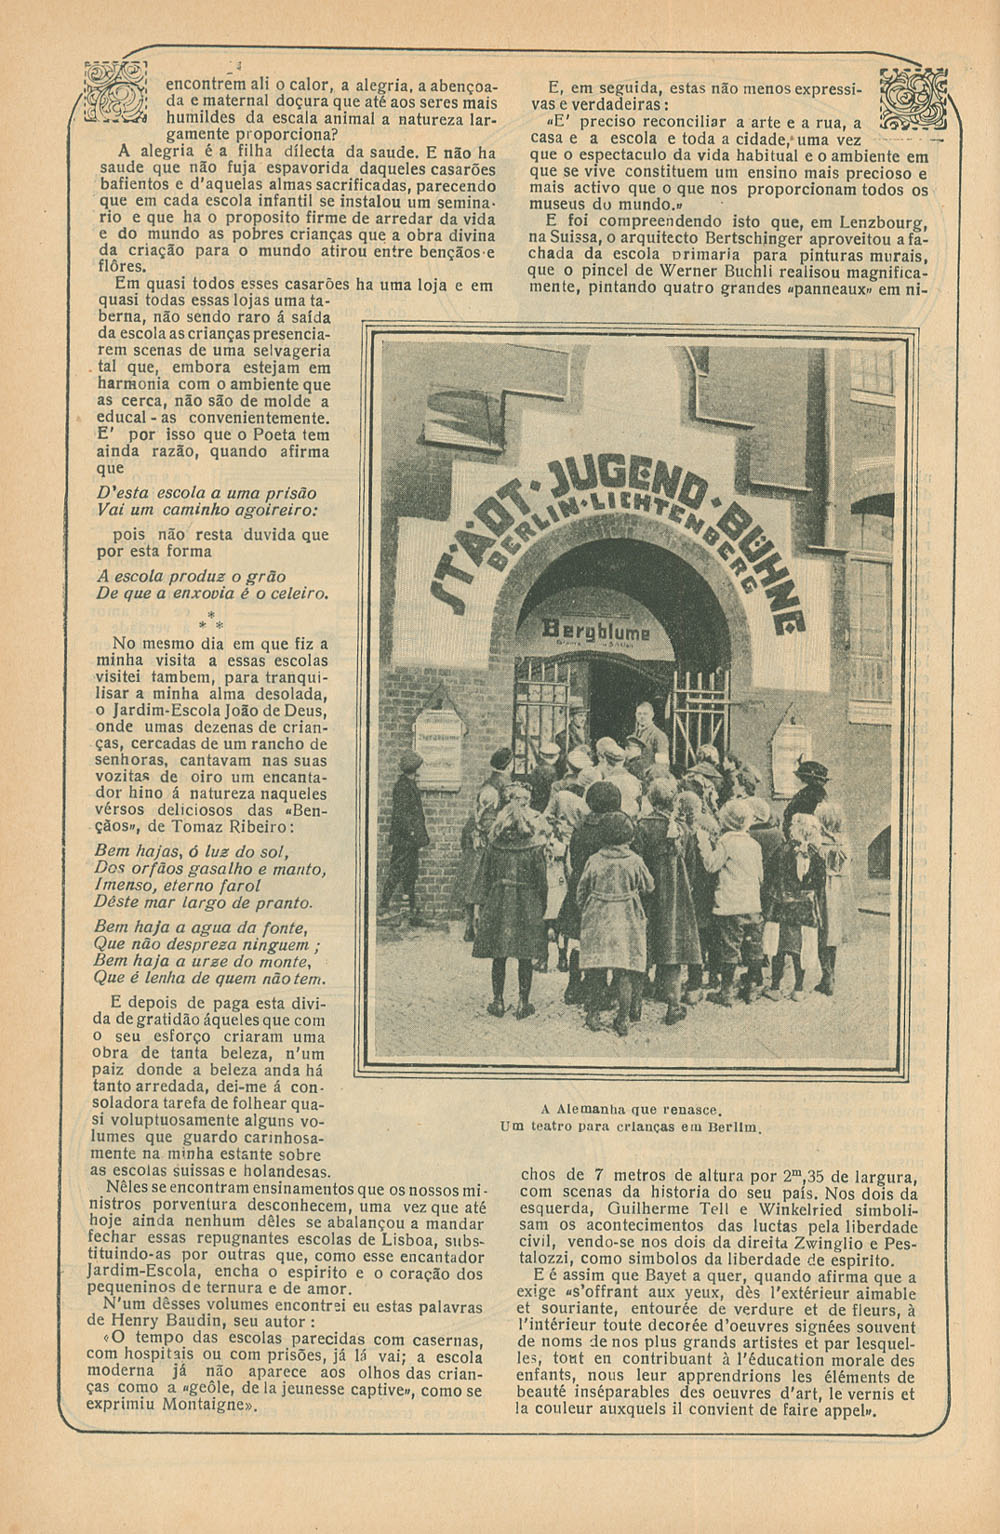 encontrem ali o calor, a alegria, a abençoa-
da e maternal doçura que até aos seres mais
humildes da escala animal a natureza lar-
gamente proporciona?
A alegria é a filha dílecta da saude. E não ha
saude que não fuja espavorida daqueles casarões
bafientos e d'aquelas almas sacrificadas, parecendo
que em cada escola infantil se instalou um semina-
rio e que ha o proposito firme de arredar da vida
e do mundo as pobres crianças que a obra divina
da criação para o mundo atirou entre bençãos e
flôres.
Em quasi todos esses casarões ha uma loja e em
quasi todas essas lojas uma ta-
berna, não sendo raro á saída
da escola as crianças presencia-
rem scenas de uma selvageria
tal que, embora estejam em
harmonia com o ambiente que
as cerca, não são de molde a
educal-as convenientemente.
E' por isso que o Poeta tem
ainda razão, quando afirma
que
D'esta escola a uma prisão
Vai um caminho agoireiro:
pois não resta duvida que
por esta forma
A escola produz o grão
De que a enxovia é o celeiro.
*
* *
No mesmo dia em que fiz a
minha visita a essas escolas
visitei tambem, para tranqui-
lisar a minha alma desolada,
o Jardim-Escola João de Deus,
onde umas dezenas de crian-
ças, cercadas de um rancho de
senhoras, cantavam nas suas
vozitas de oiro um encanta-
dor hino á natureza naqueles
vérsos deliciosos das «Ben-
çãos», de Tomaz Ribeiro:
Bem hajas, ó luz do sol,
Dos orfãos gasalho e manto,
Imenso, eterno farol
Dêste mar largo de pranto.
Bem haja a agua da fonte,
Que não despreza ninguem ;
Bem haja a urze do monte,
Que é lenha de quem não tem.
E depois de paga esta divi-
da de gratidão áqueles que com
o seu esforço criaram uma
obra de tanta beleza, n'um
paiz donde a beleza anda há
tanto arredada, dei-me á con-
soladora tarefa de folhear qua-
si voluptuosamente alguns vo-
lumes que guardo carinhosa-
mente na minha estante sobre
as escolas suissas e holandesas.
Nêles se encontram ensinamentos que os nossos mi-
nistros porventura desconhecem, uma vez que até
hoje ainda nenhum dêles se abalançou a mandar
fechar essas repugnantes escolas de Lisboa, subs-
tituindo-as por outras que, como esse encantador
Jardim-Escola, encha o espirito e o coração dos
pequeninos de ternura e de amor.
N'um dêsses volumes encontrei eu estas palavras
de Henry Baudin, seu autor :
«O tempo das escolas parecidas com casernas,
com hospitais ou com prisões, já lá vai; a escola
moderna já não aparece aos olhos das crian-
ças como a «geôle, de la jeunesse captive», como se
exprimiu Montaigne».
E, em seguida, estas não menos expressi-
vas e verdadeiras :
«E' preciso reconciliar a arte e a rua, a
casa e a escola e toda a cidade, uma vez
que o espectaculo da vida habitual e o ambiente em
que se vive constituem um ensino mais precioso e
mais activo que o que nos proporcionam todos os
museus do mundo.»
E foi compreendendo isto que, em Lenzbourg,
na Suissa, o arquitecto Bertschinger aproveitou a fa-
chada da escola primaria para pinturas murais,
que o pincel de Werner Buchli realisou magnifica-
mente, pintando quatro grandes «panneaux» em ni-
STÄDT·JUGEND·BÜHNE
BERLIN·LICHTENBERG
Bergblume
A Alemanha que renasce.
Um teatro para crianças em Berlim.
chos de 7 metros de altura por 2ᵐ,35 de largura,
com scenas da historia do seu país. Nos dois da
esquerda, Guilherme Tell e Winkelried simboli-
sam os acontecimentos das luctas pela liberdade
civil, vendo-se nos dois da direita Zwinglio e Pes-
talozzi, como simbolos da liberdade de espirito.
E é assim que Bayet a quer, quando afirma que a
exige «s'offrant aux yeux, dès l'extérieur aimable
et souriante, entourée de verdure et de fleurs, à
l'intérieur toute decorée d'oeuvres signées souvent
de noms de nos plus grands artistes et par lesquel-
les, tout en contribuant à l'éducation morale des
enfants, nous leur apprendrions les éléments de
beauté inséparables des oeuvres d'art, le vernis et
la couleur auxquels il convient de faire appel».